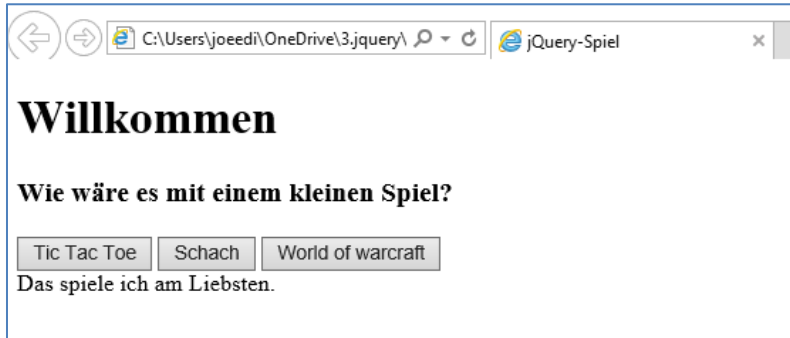 C:\Users\joeedi\OneDrive\3.jquery\ jQuery-Spiel
Willkommen
Wie wäre es mit einem kleinen Spiel?
Tic Tac Toe Schach World of warcraft
Das spiele ich am Liebsten.